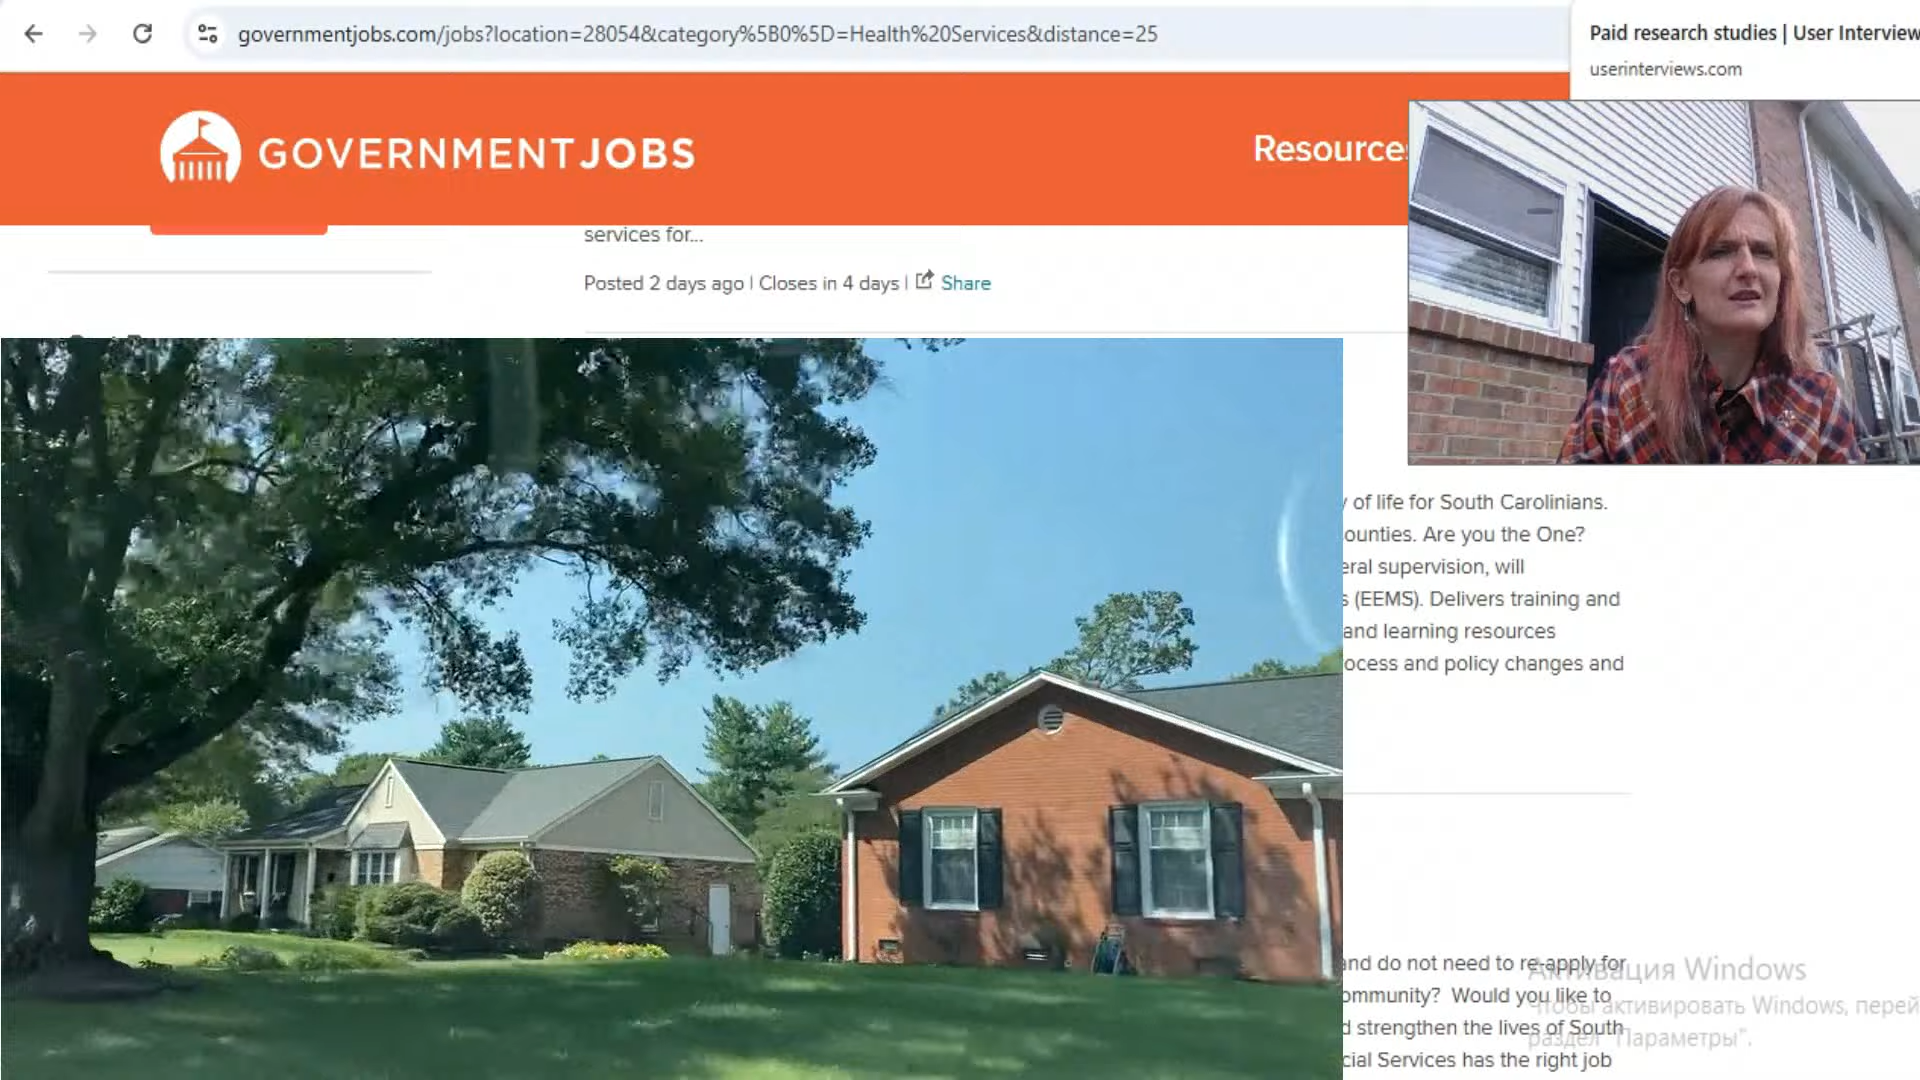 governmentjobs.com/jobs?location=28054&category%5B0%5D=Health%20Services&distance=25
Paid research studies | User Interview
userinterviews.com
GOVERNMENTJOBS
Resources
services for...
Posted 2 days ago | Closes in 4 days | Share
of life for South Carolinians.
ounties. Are you the One?
eral supervision, will
s (EEMS). Delivers training and
and learning resources
ocess and policy changes and
and do not need to re-apply for
Активация Windows
ommunity?  Would you like to
Чтобы активировать Windows, перей
d strengthen the lives of South
раздел "Параметры".
cial Services has the right job